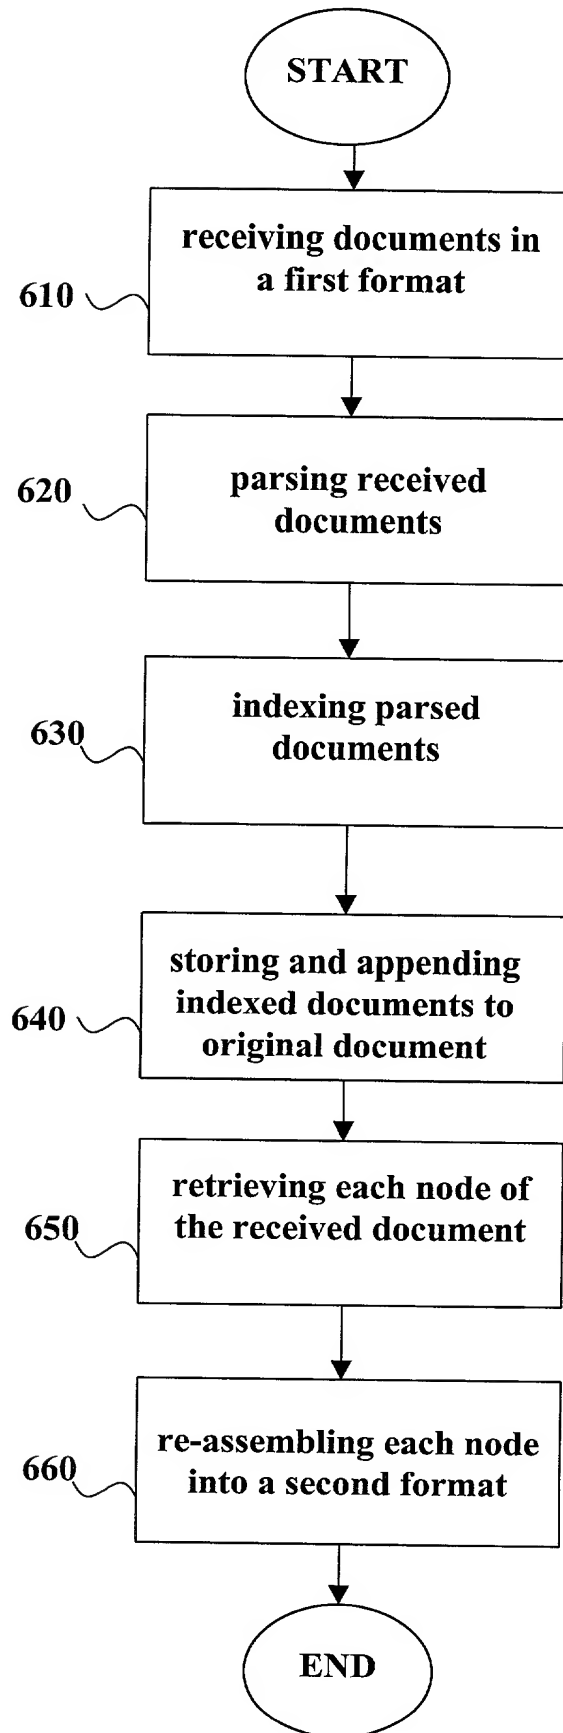 START
receiving documents in
a first format
610
parsing received
documents
620
indexing parsed
documents
630
storing and appending
indexed documents to
original document
640
retrieving each node of
the received document
650
re-assembling each node
into a second format
660
END